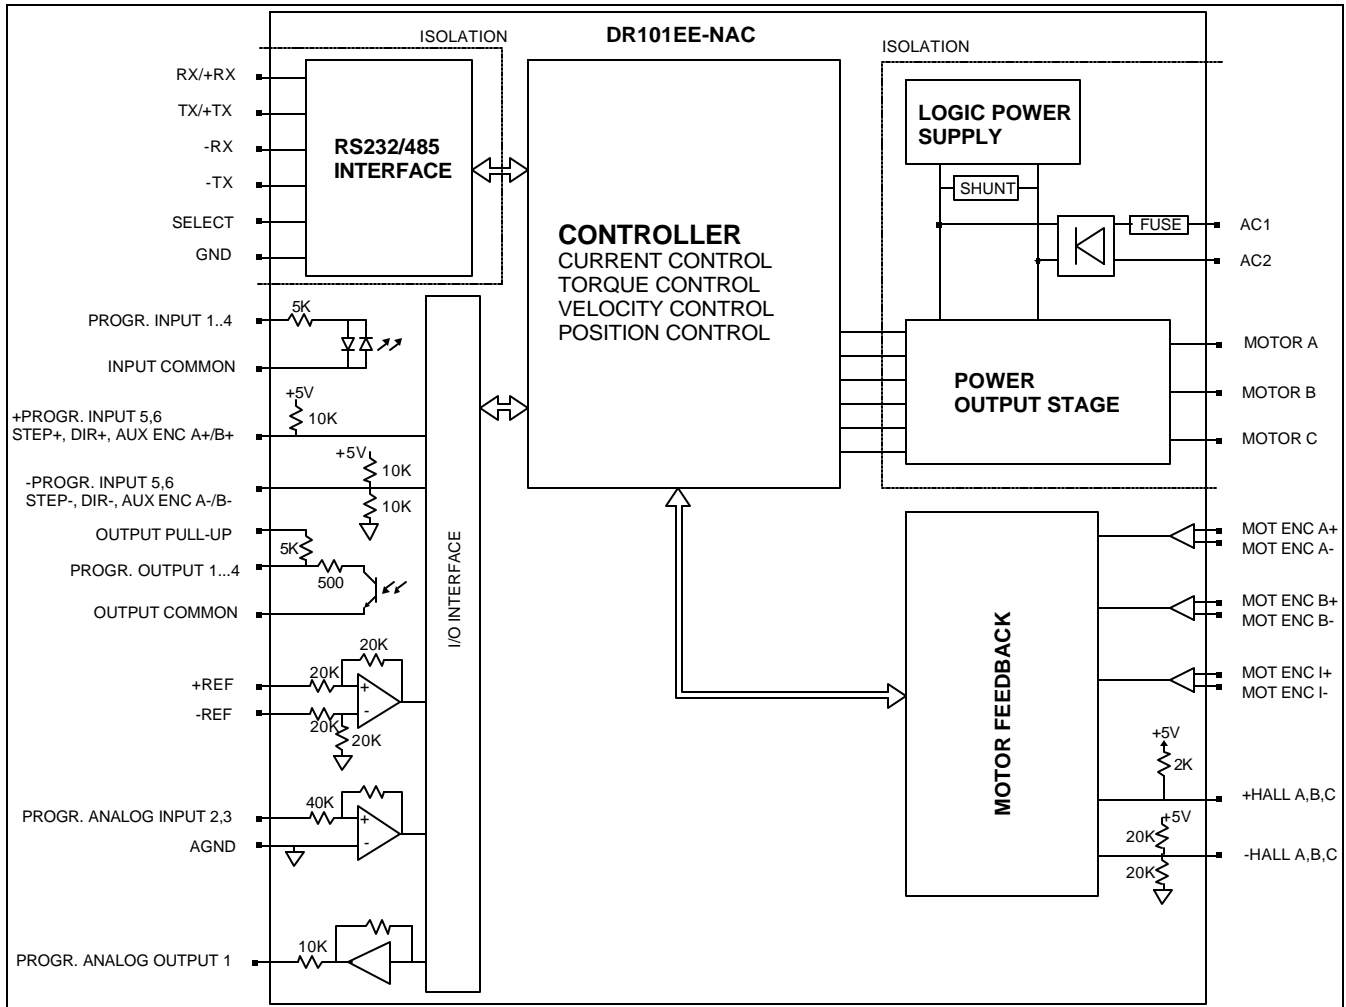 DR101EE-NAC
ISOLATION
ISOLATION
RX/+RX
TX/+TX
-RX
-TX
SELECT
GND
RS232/485
INTERFACE
PROGR. INPUT 1..4
5K
INPUT COMMON
+PROGR. INPUT 5,6
STEP+, DIR+, AUX ENC A+/B+
+5V
10K
-PROGR. INPUT 5,6
STEP-, DIR-, AUX ENC A-/B-
+5V
10K
10K
OUTPUT PULL-UP
5K
PROGR. OUTPUT 1...4
500
OUTPUT COMMON
+REF
-REF
20K
20K
20K
20K
+
-
PROGR. ANALOG INPUT 2,3
AGND
40K
+
-
PROGR. ANALOG OUTPUT 1
10K
I/O INTERFACE
CONTROLLER
CURRENT CONTROL
TORQUE CONTROL
VELOCITY CONTROL
POSITION CONTROL
LOGIC POWER
SUPPLY
SHUNT
FUSE
AC1
AC2
POWER
OUTPUT STAGE
MOTOR A
MOTOR B
MOTOR C
MOTOR FEEDBACK
MOT ENC A+
MOT ENC A-
MOT ENC B+
MOT ENC B-
MOT ENC I+
MOT ENC I-
+5V
2K
+HALL A,B,C
+5V
20K
20K
-HALL A,B,C